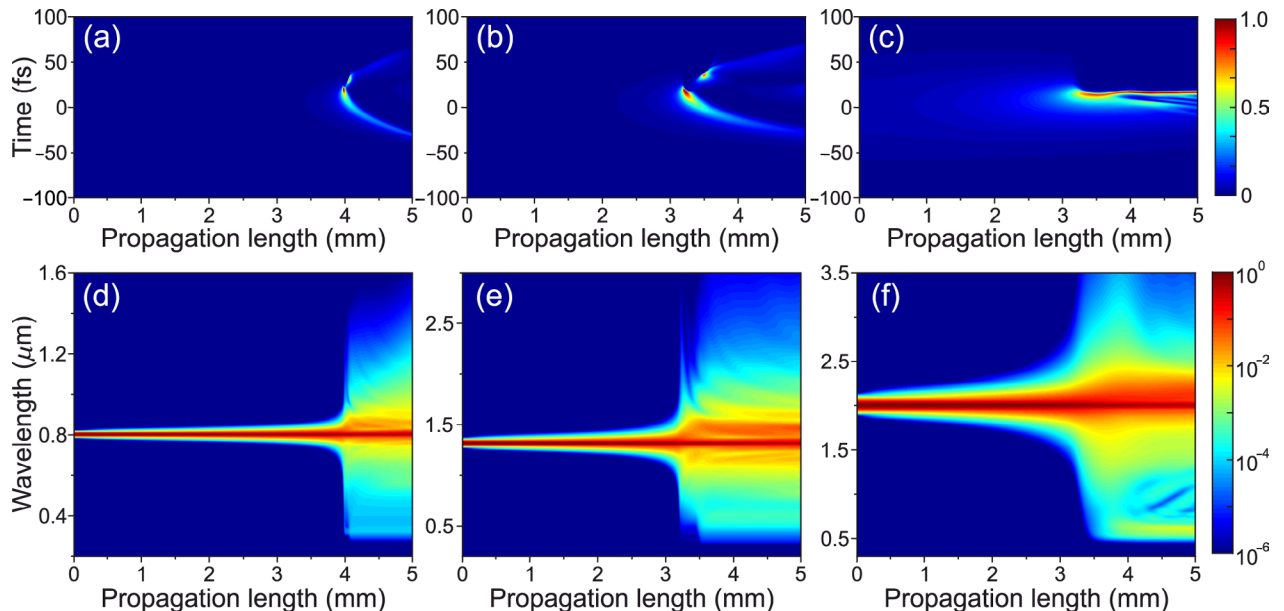 (a)
(b)
(c)
Time (fs)
100
50
0
−50
−100
0 1 2 3 4 5
Propagation length (mm)
100
50
0
−50
−100
0 1 2 3 4 5
Propagation length (mm)
100
50
0
−50
−100
0 1 2 3 4 5
Propagation length (mm)
1.0
0.5
0
(d)
(e)
(f)
Wavelength (μm)
1.6
1.2
0.8
0.4
0 1 2 3 4 5
Propagation length (mm)
2.5
1.5
0.5
0 1 2 3 4 5
Propagation length (mm)
3.5
2.5
1.5
0.5
0 1 2 3 4 5
Propagation length (mm)
10⁰
10⁻²
10⁻⁴
10⁻⁶